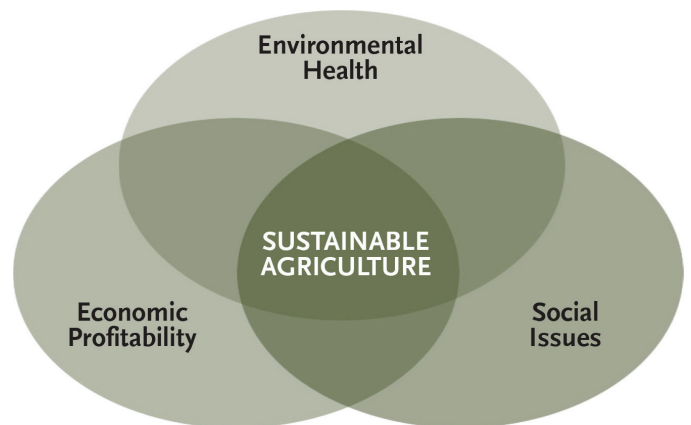 Environmental
Health
SUSTAINABLE
AGRICULTURE
Economic
Profitability
Social
Issues